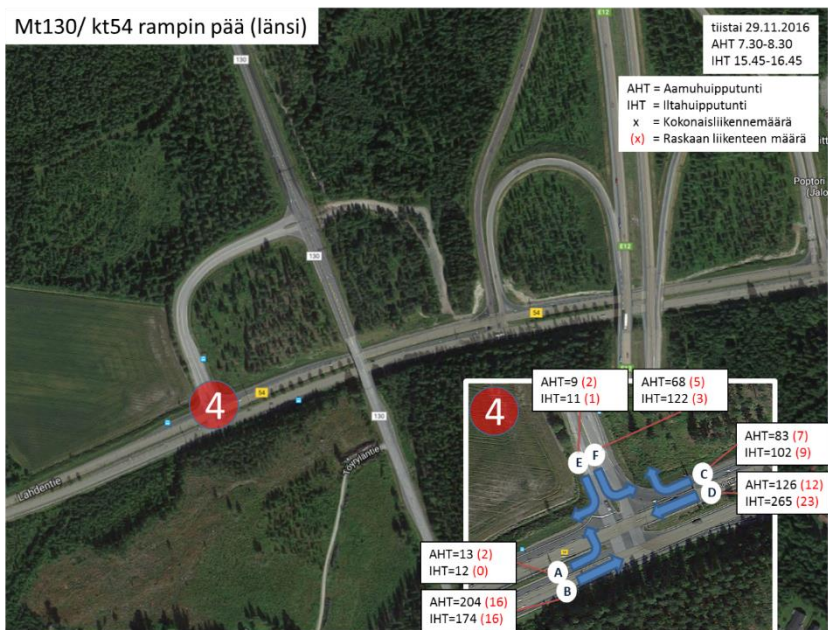 Mt130/ kt54 rampin pää (länsi)
tiistai 29.11.2016
AHT 7.30-8.30
IHT 15.45-16.45
AHT = Aamuhuipputunti
IHT = Iltahuipputunti
x = Kokonaisliikennemäärä
(x) = Raskaan liikenteen määrä
E12
130
Poptori
(Jalo
E12
130
54
54
4
130
Lahdentie
Löyrläntie
4
AHT=9 (2)
IHT=11 (1)
AHT=68 (5)
IHT=122 (3)
AHT=83 (7)
IHT=102 (9)
E
F
C
D
AHT=126 (12)
IHT=265 (23)
AHT=13 (2)
IHT=12 (0)
A
B
AHT=204 (16)
IHT=174 (16)